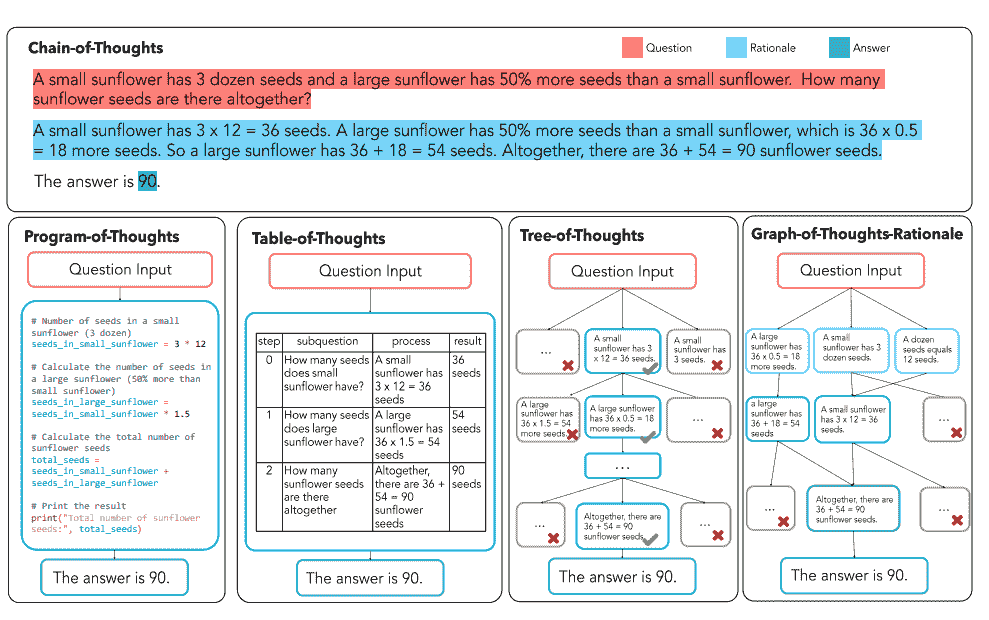 Chain-of-Thoughts
Question
Rationale
Answer
A small sunflower has 3 dozen seeds and a large sunflower has 50% more seeds than a small sunflower. How many
sunflower seeds are there altogether?
A small sunflower has 3 x 12 = 36 seeds. A large sunflower has 50% more seeds than a small sunflower, which is 36 x 0.5
= 18 more seeds. So a large sunflower has 36 + 18 = 54 seeds. Altogether, there are 36 + 54 = 90 sunflower seeds.
The answer is 90.
Program-of-Thoughts
Question Input
# Number of seeds in a small
sunflower (3 dozen)
seeds_in_small_sunflower = 3 * 12
# Calculate the number of seeds in
a large sunflower (50% more than
small sunflower)
seeds_in_large_sunflower =
seeds_in_small_sunflower * 1.5
# Calculate the total number of
sunflower seeds
total_seeds =
seeds_in_small_sunflower +
seeds_in_large_sunflower
# Print the result
print("Total number of sunflower
seeds:", total_seeds)
The answer is 90.
Table-of-Thoughts
Question Input
step
subquestion
process
result
0
How many seeds
does small
sunflower have?
A small
sunflower has
3 x 12 = 36
seeds
36
seeds
1
How many seeds
does large
sunflower have?
A large
sunflower has
36 x 1.5 = 54
seeds
54
seeds
2
How many
sunflower seeds
are there
altogether
Altogether,
there are 36 +
54 = 90
sunflower
seeds
90
seeds
The answer is 90.
Tree-of-Thoughts
Question Input
...
A small
sunflower has 3
x 12 = 36 seeds.
A small
sunflower has
3 seeds.
A large
sunflower has
36 x 1.5 = 54
more seeds
A large sunflower
has 36 x 0.5 = 18
more seeds.
...
...
...
Altogether, there are
36 + 54 = 90
sunflower seeds
...
The answer is 90.
Graph-of-Thoughts-Rationale
Question Input
A large
sunflower has
36 x 0.5 = 18
more seeds.
A small
sunflower has 3
dozen seeds.
A dozen
seeds equals
12 seeds.
a large
sunflower has
36 + 18 = 54
seeds
A small sunflower
has 3 x 12 = 36
seeds.
...
...
Altogether, there are
36 + 54 = 90
sunflower seeds.
...
The answer is 90.